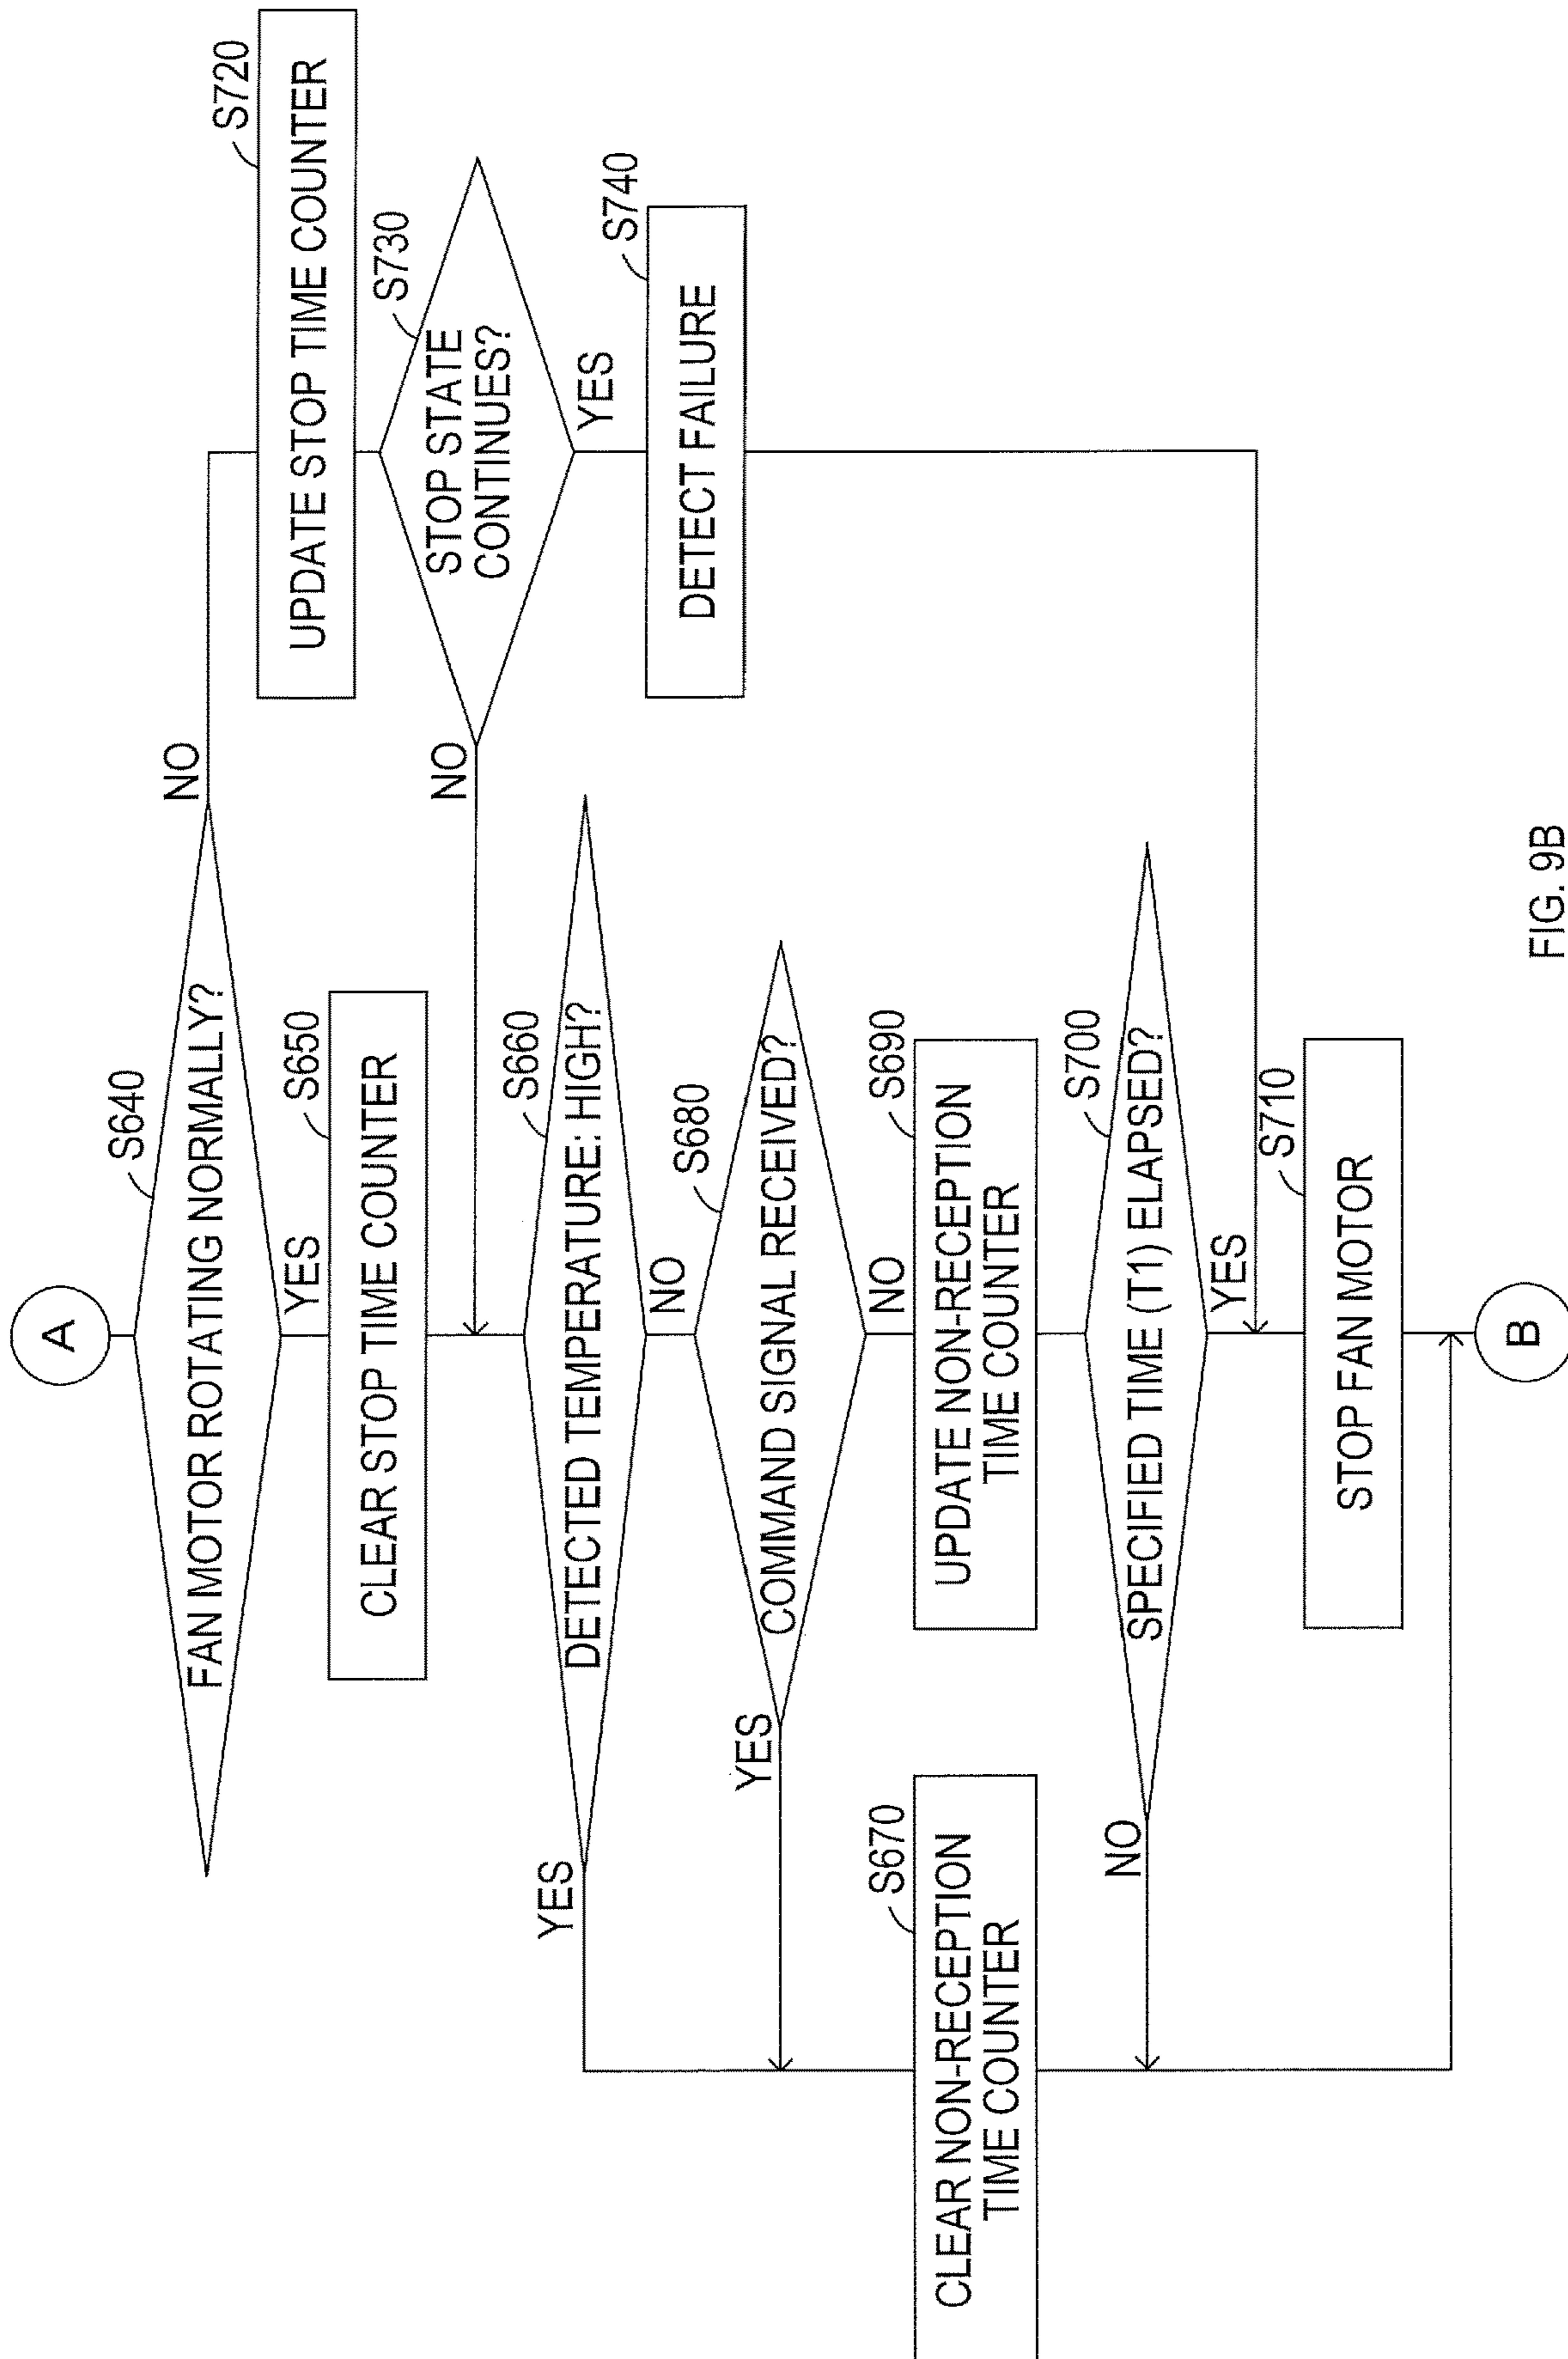 A
S640
FAN MOTOR ROTATING NORMALLY?
NO
YES
S650
CLEAR STOP TIME COUNTER
S720
UPDATE STOP TIME COUNTER
S730
STOP STATE
CONTINUES?
NO
YES
S740
DETECT FAILURE
S660
DETECTED TEMPERATURE: HIGH?
YES
NO
S680
COMMAND SIGNAL RECEIVED?
YES
NO
S670
CLEAR NON-RECEPTION
TIME COUNTER
S690
UPDATE NON-RECEPTION
TIME COUNTER
S700
SPECIFIED TIME (T1) ELAPSED?
NO
YES
S710
STOP FAN MOTOR
B
FIG. 9B